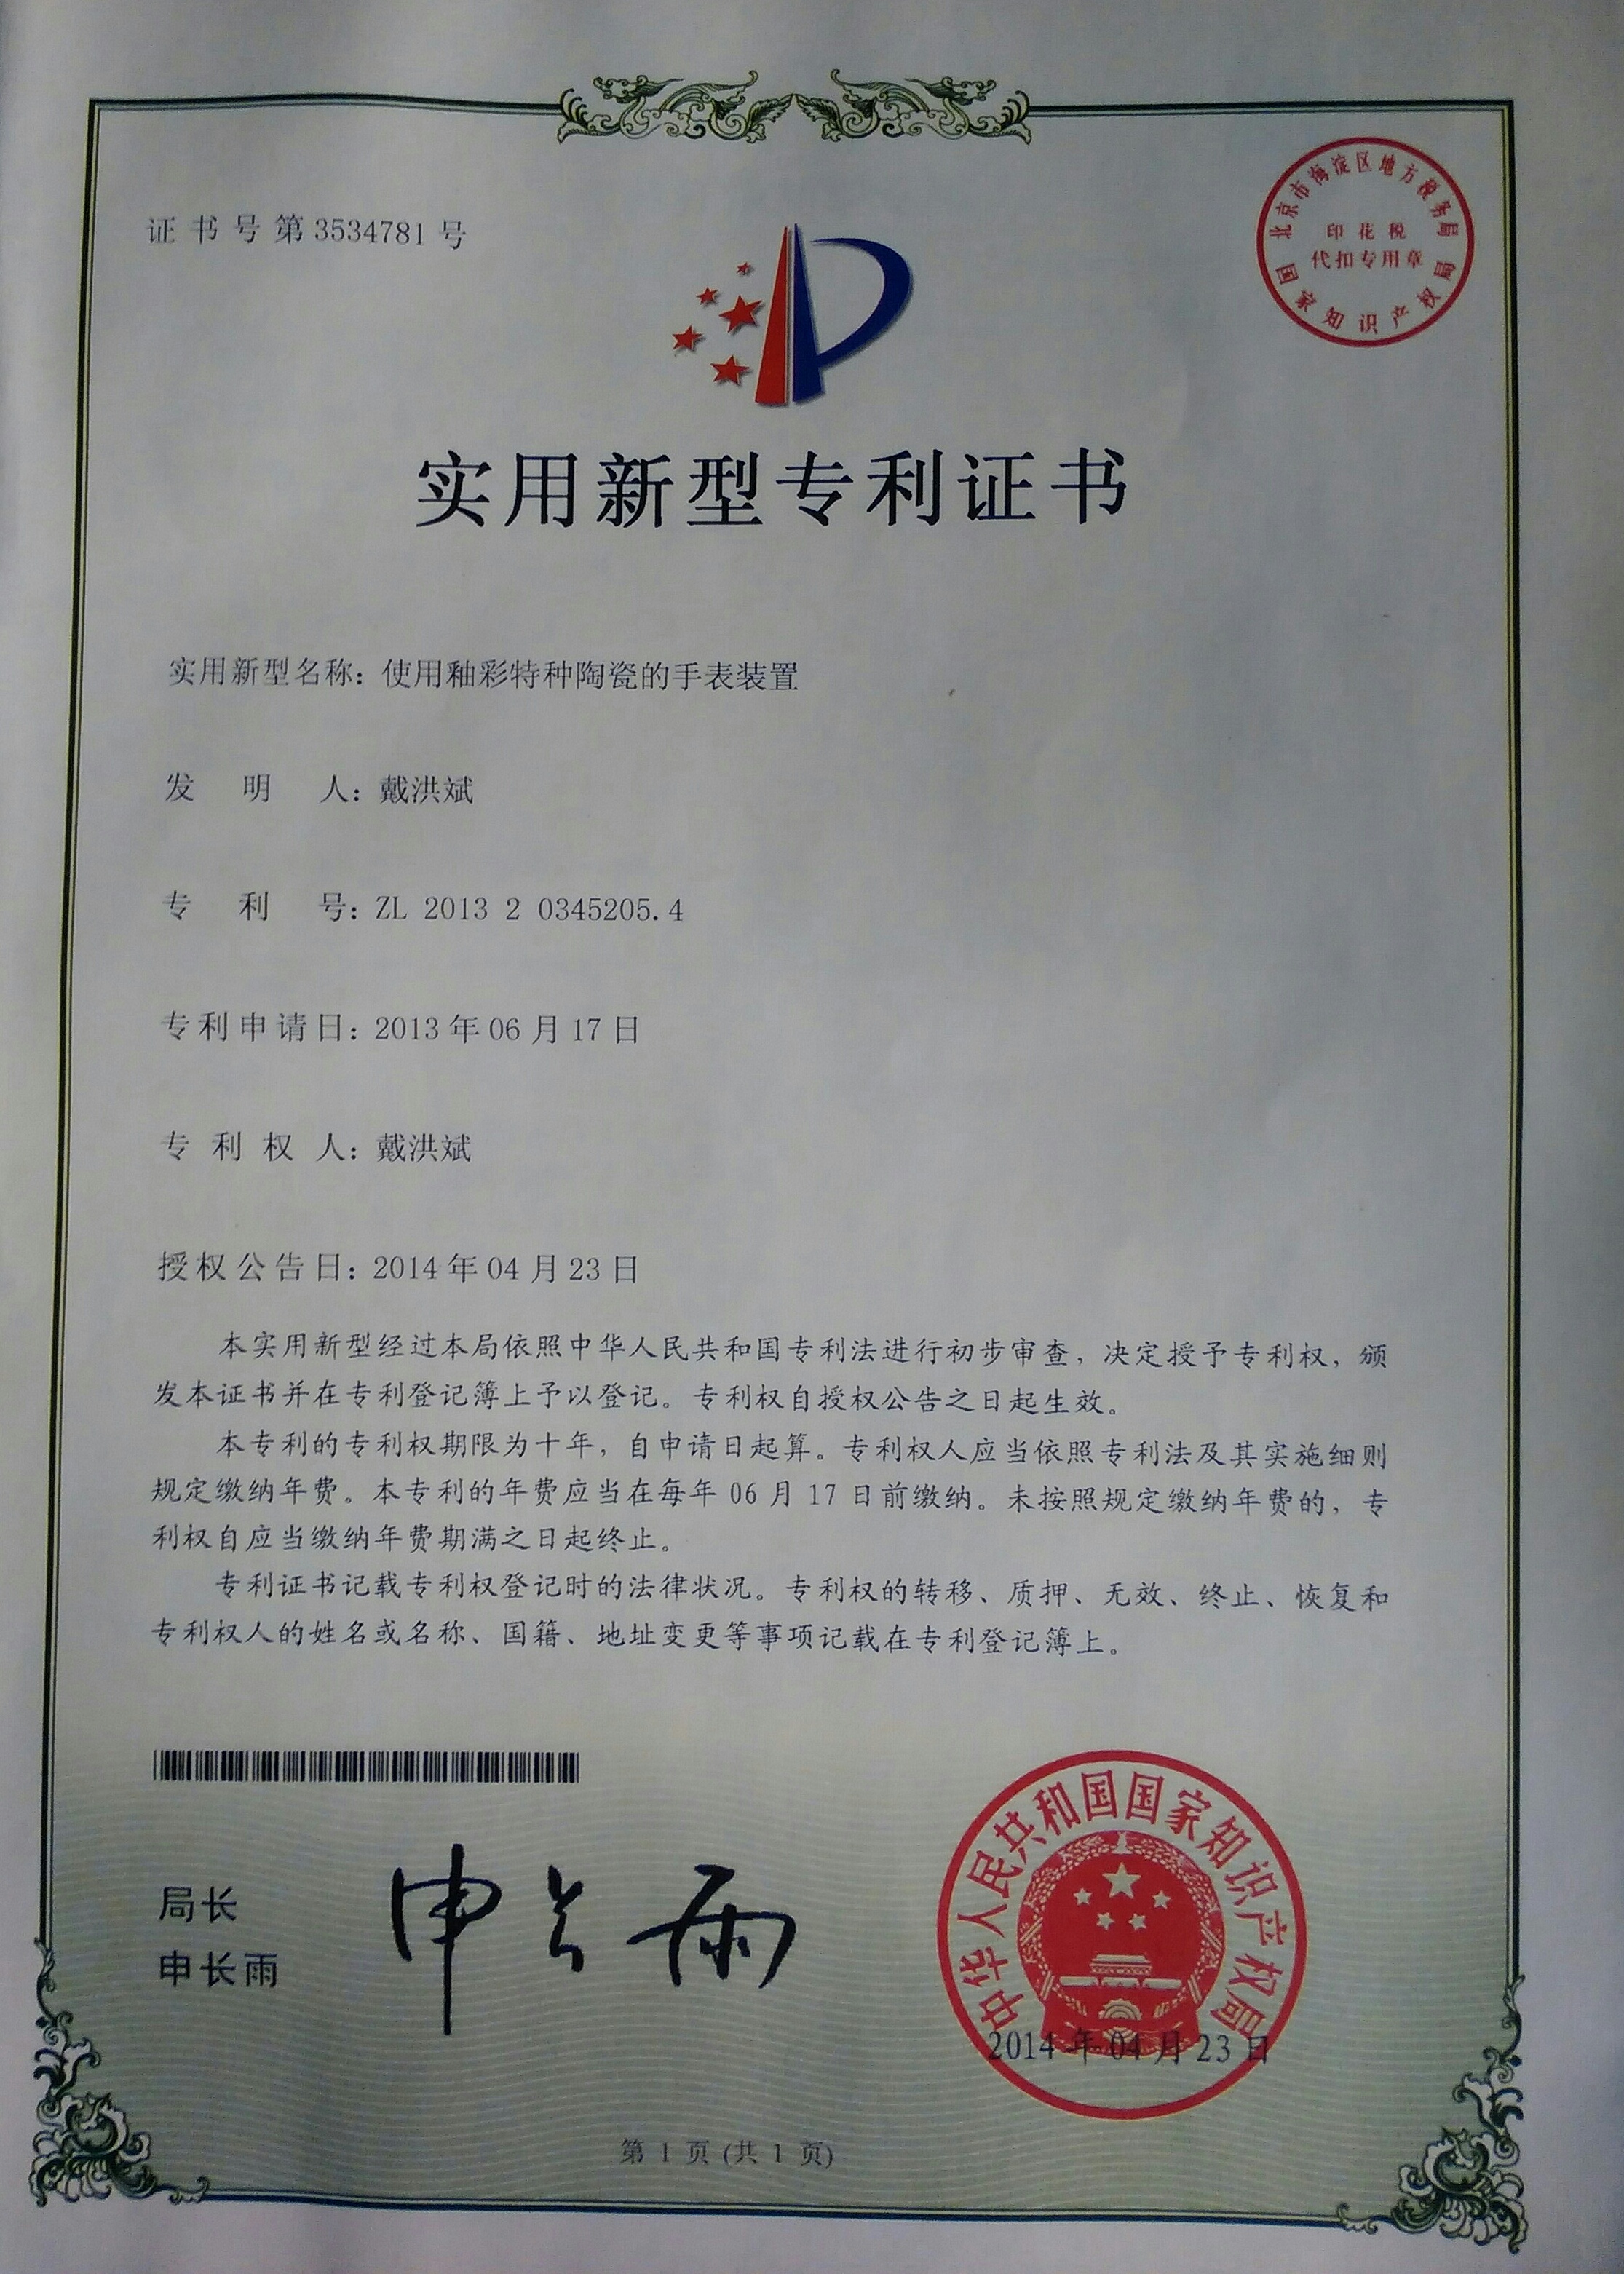 证书号第3534781号
北京市海淀区地方税务局
印花税
代扣专用章
国家知识产权局
实用新型专利证书
实用新型名称：使用釉彩特种陶瓷的手表装置
发明人：戴洪斌
专利号：ZL 2013 2 0345205.4
专利申请日：2013年06月17日
专利权人：戴洪斌
授权公告日：2014年04月23日
本实用新型经过本局依照中华人民共和国专利法进行初步审查，决定授予专利权，颁
发本证书并在专利登记簿上予以登记。专利权自授权公告之日起生效。
本专利的专利权期限为十年，自申请日起算。专利权人应当依照专利法及其实施细则
规定缴纳年费。本专利的年费应当在每年06月17日前缴纳。未按照规定缴纳年费的，专
利权自应当缴纳年费期满之日起终止。
专利证书记载专利权登记时的法律状况。专利权的转移、质押、无效、终止、恢复和
专利权人的姓名或名称、国籍、地址变更等事项记载在专利登记簿上。
局长
申长雨
申长雨
中华人民共和国国家知识产权局
2014年04月23日
第1页(共1页)